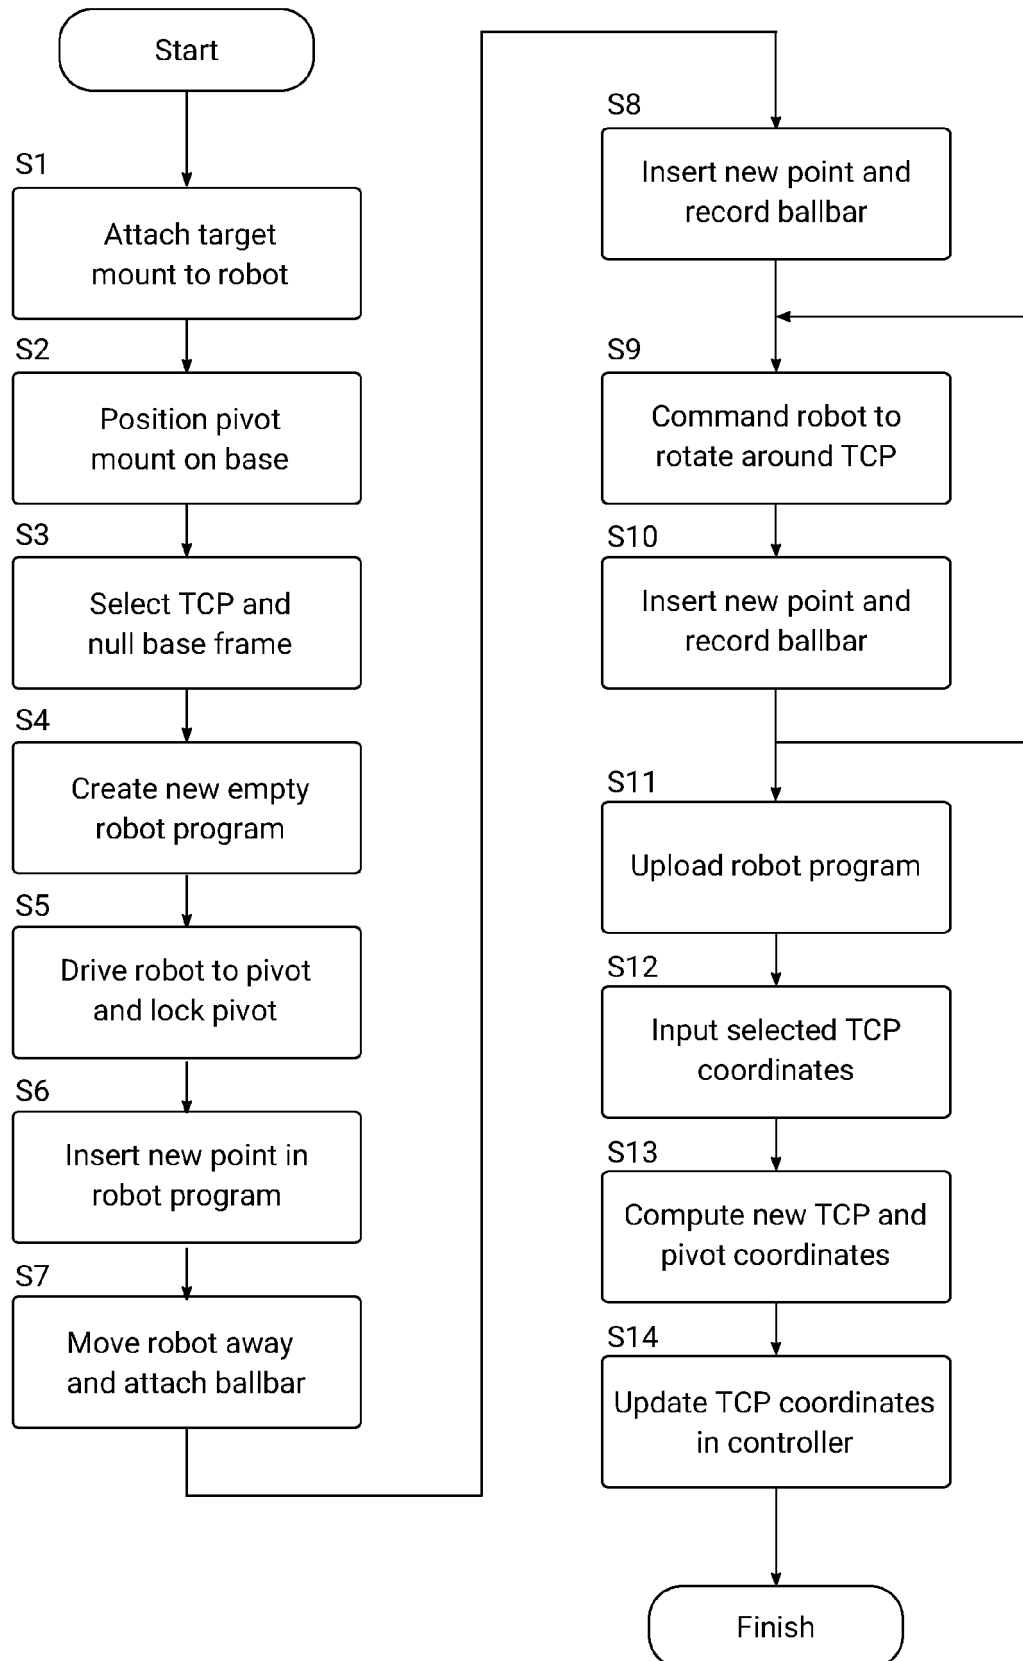 Start
S1
Attach target
mount to robot
S2
Position pivot
mount on base
S3
Select TCP and
null base frame
S4
Create new empty
robot program
S5
Drive robot to pivot
and lock pivot
S6
Insert new point in
robot program
S7
Move robot away
and attach ballbar
S8
Insert new point and
record ballbar
S9
Command robot to
rotate around TCP
S10
Insert new point and
record ballbar
S11
Upload robot program
S12
Input selected TCP
coordinates
S13
Compute new TCP and
pivot coordinates
S14
Update TCP coordinates
in controller
Finish